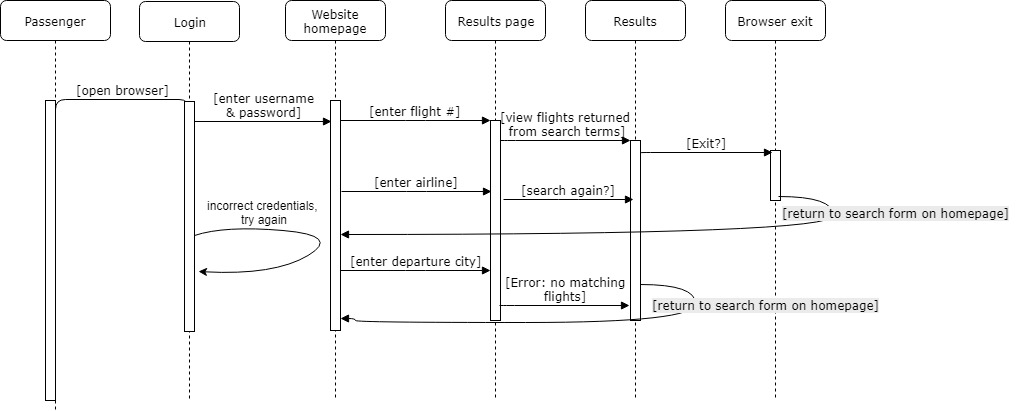 Passenger
Login
Website
homepage
Results page
Results
Browser exit
[open browser]
[enter username
& password]
[enter flight #]
[view flights returned
from search terms]
[Exit?]
[enter airline]
[search again?]
incorrect credentials,
try again
[return to search form on homepage]
[enter departure city]
[Error: no matching
flights]
[return to search form on homepage]